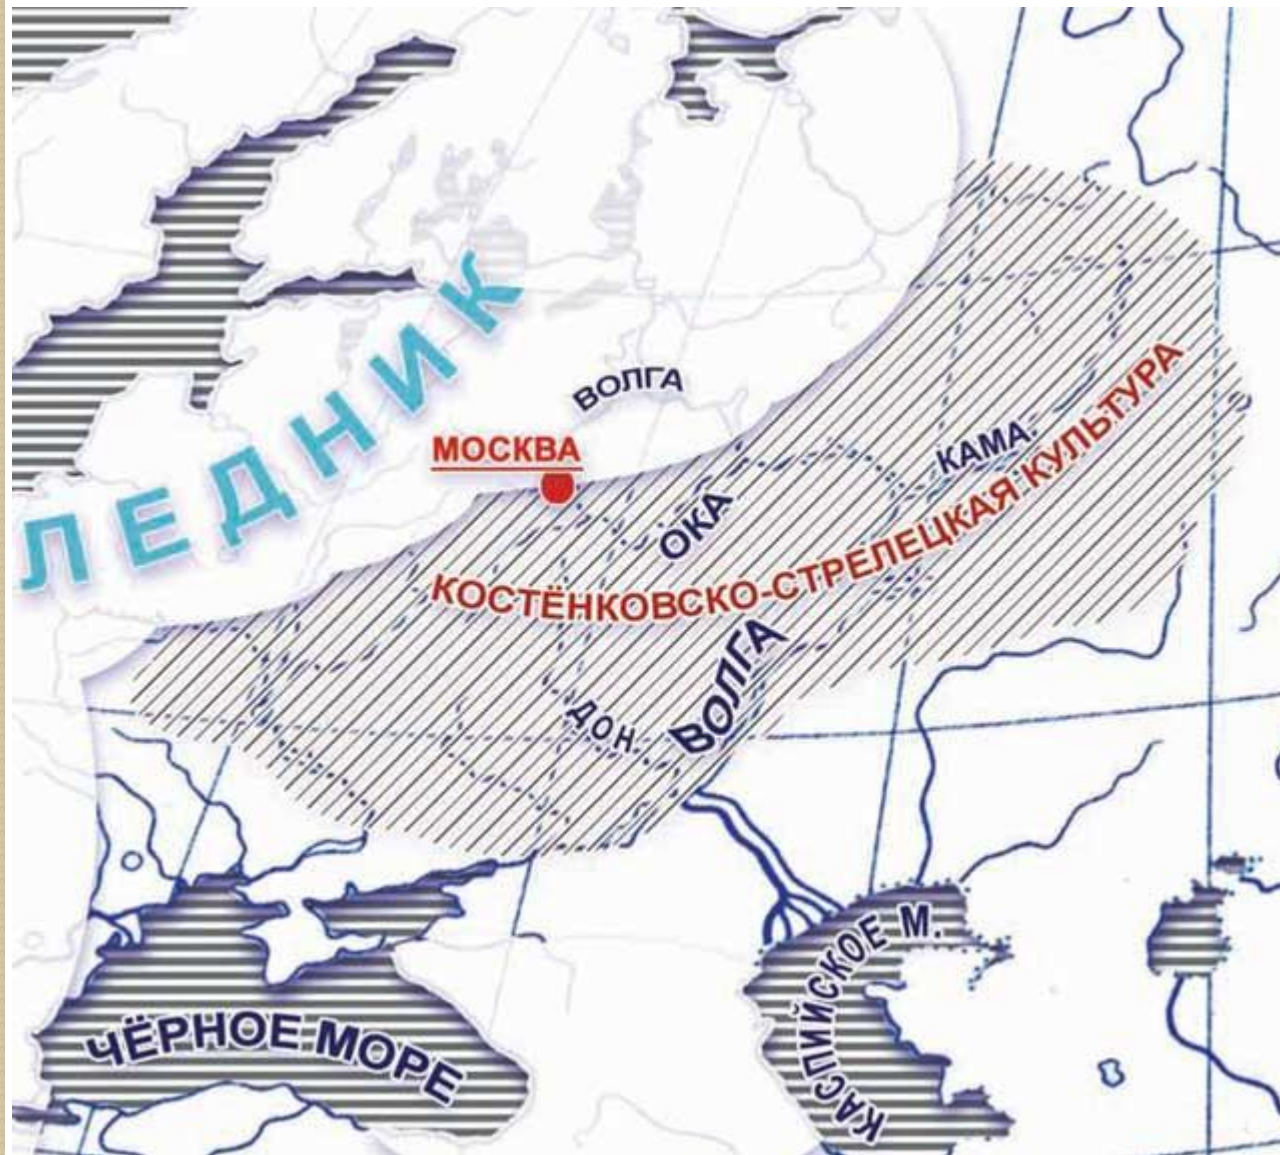 ЛЕДНИК
ВОЛГА
МОСКВА
КАМА
ОКА
КОСТЁНКОВСКО-СТРЕЛЕЦКАЯ КУЛЬТУРА
ВОЛГА
ДОН
КАСПИЙСКОЕ М.
ЧЁРНОЕ МОРЕ